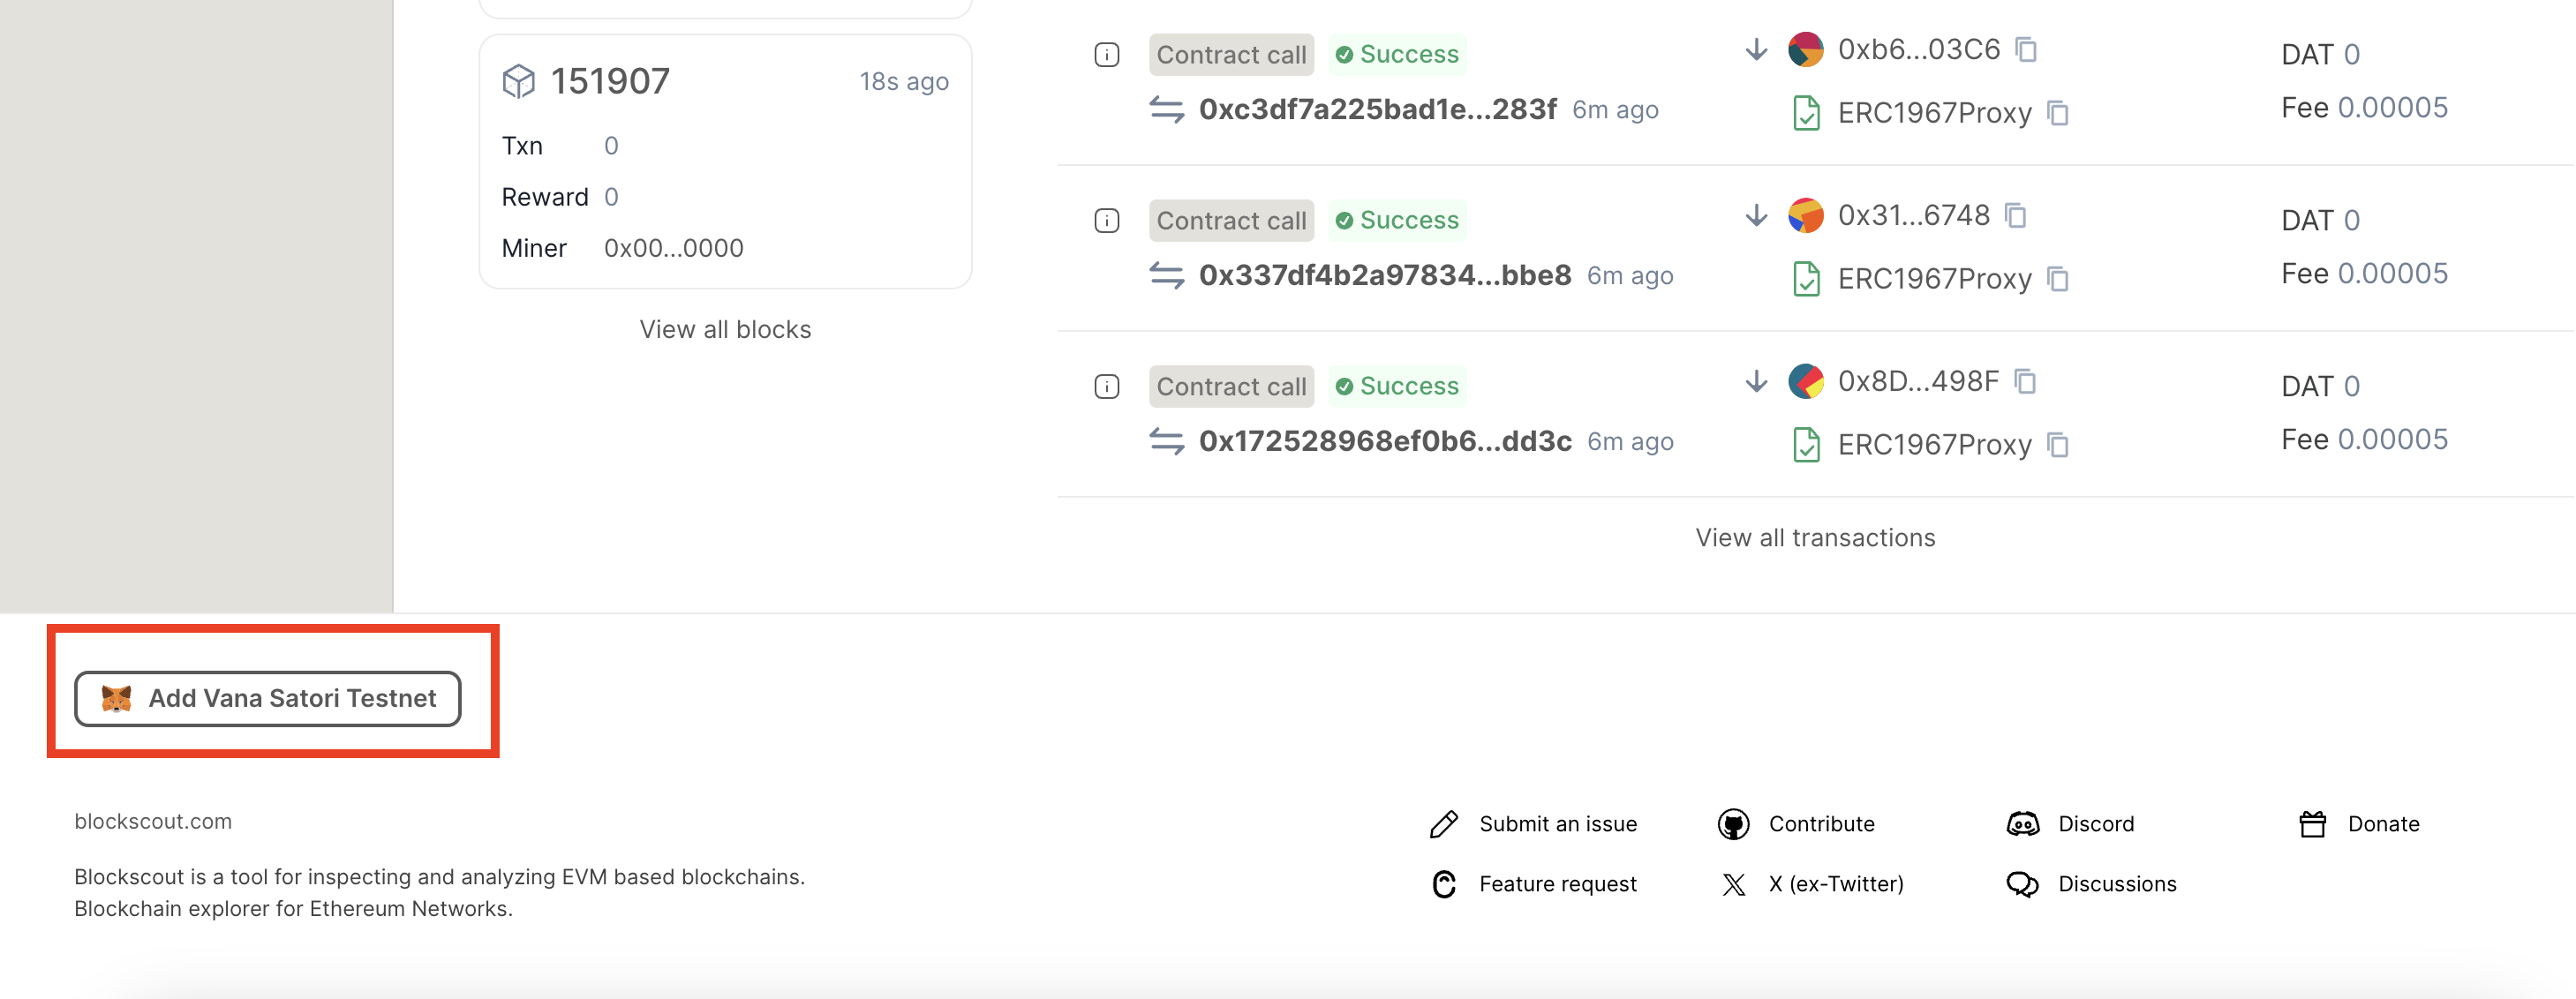 151907 18s ago
Txn 0
Reward 0
Miner 0x00...0000
View all blocks
Contract call Success
0xc3df7a225bad1e...283f 6m ago
0xb6...03C6
ERC1967Proxy
DAT 0
Fee 0.00005
Contract call Success
0x337df4b2a97834...bbe8 6m ago
0x31...6748
ERC1967Proxy
DAT 0
Fee 0.00005
Contract call Success
0x172528968ef0b6...dd3c 6m ago
0x8D...498F
ERC1967Proxy
DAT 0
Fee 0.00005
View all transactions
Add Vana Satori Testnet
blockscout.com
Blockscout is a tool for inspecting and analyzing EVM based blockchains.
Blockchain explorer for Ethereum Networks.
Submit an issue
Contribute
Discord
Donate
Feature request
X (ex-Twitter)
Discussions